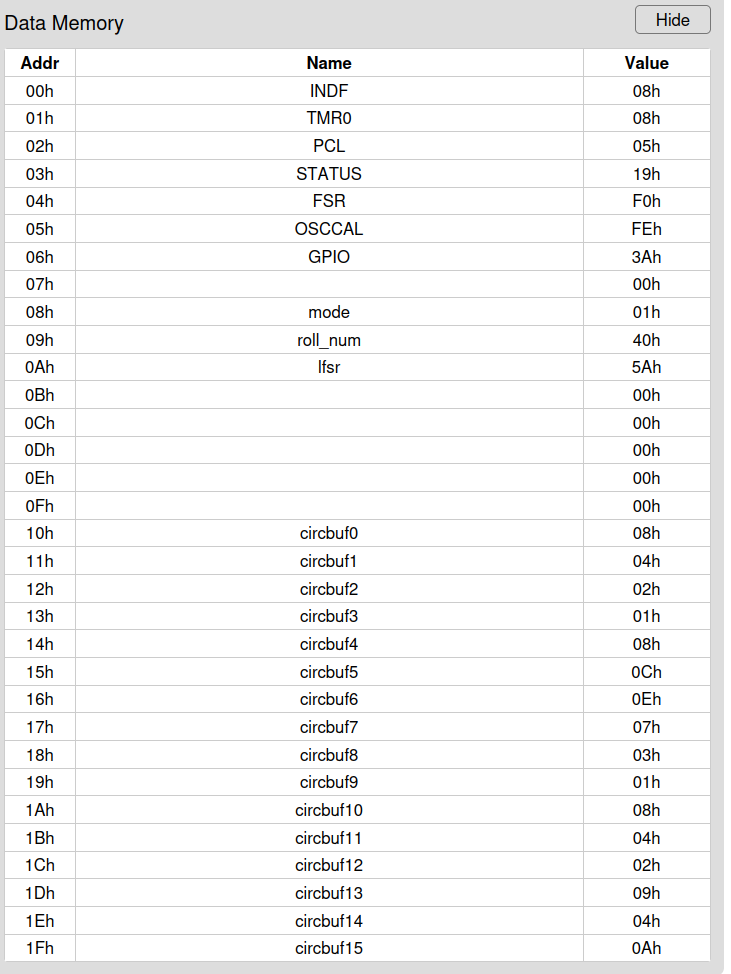 Data Memory Hide
Addr Name Value
00h INDF 08h
01h TMR0 08h
02h PCL 05h
03h STATUS 19h
04h FSR F0h
05h OSCCAL FEh
06h GPIO 3Ah
07h 00h
08h mode 01h
09h roll_num 40h
0Ah lfsr 5Ah
0Bh 00h
0Ch 00h
0Dh 00h
0Eh 00h
0Fh 00h
10h circbuf0 08h
11h circbuf1 04h
12h circbuf2 02h
13h circbuf3 01h
14h circbuf4 08h
15h circbuf5 0Ch
16h circbuf6 0Eh
17h circbuf7 07h
18h circbuf8 03h
19h circbuf9 01h
1Ah circbuf10 08h
1Bh circbuf11 04h
1Ch circbuf12 02h
1Dh circbuf13 09h
1Eh circbuf14 04h
1Fh circbuf15 0Ah